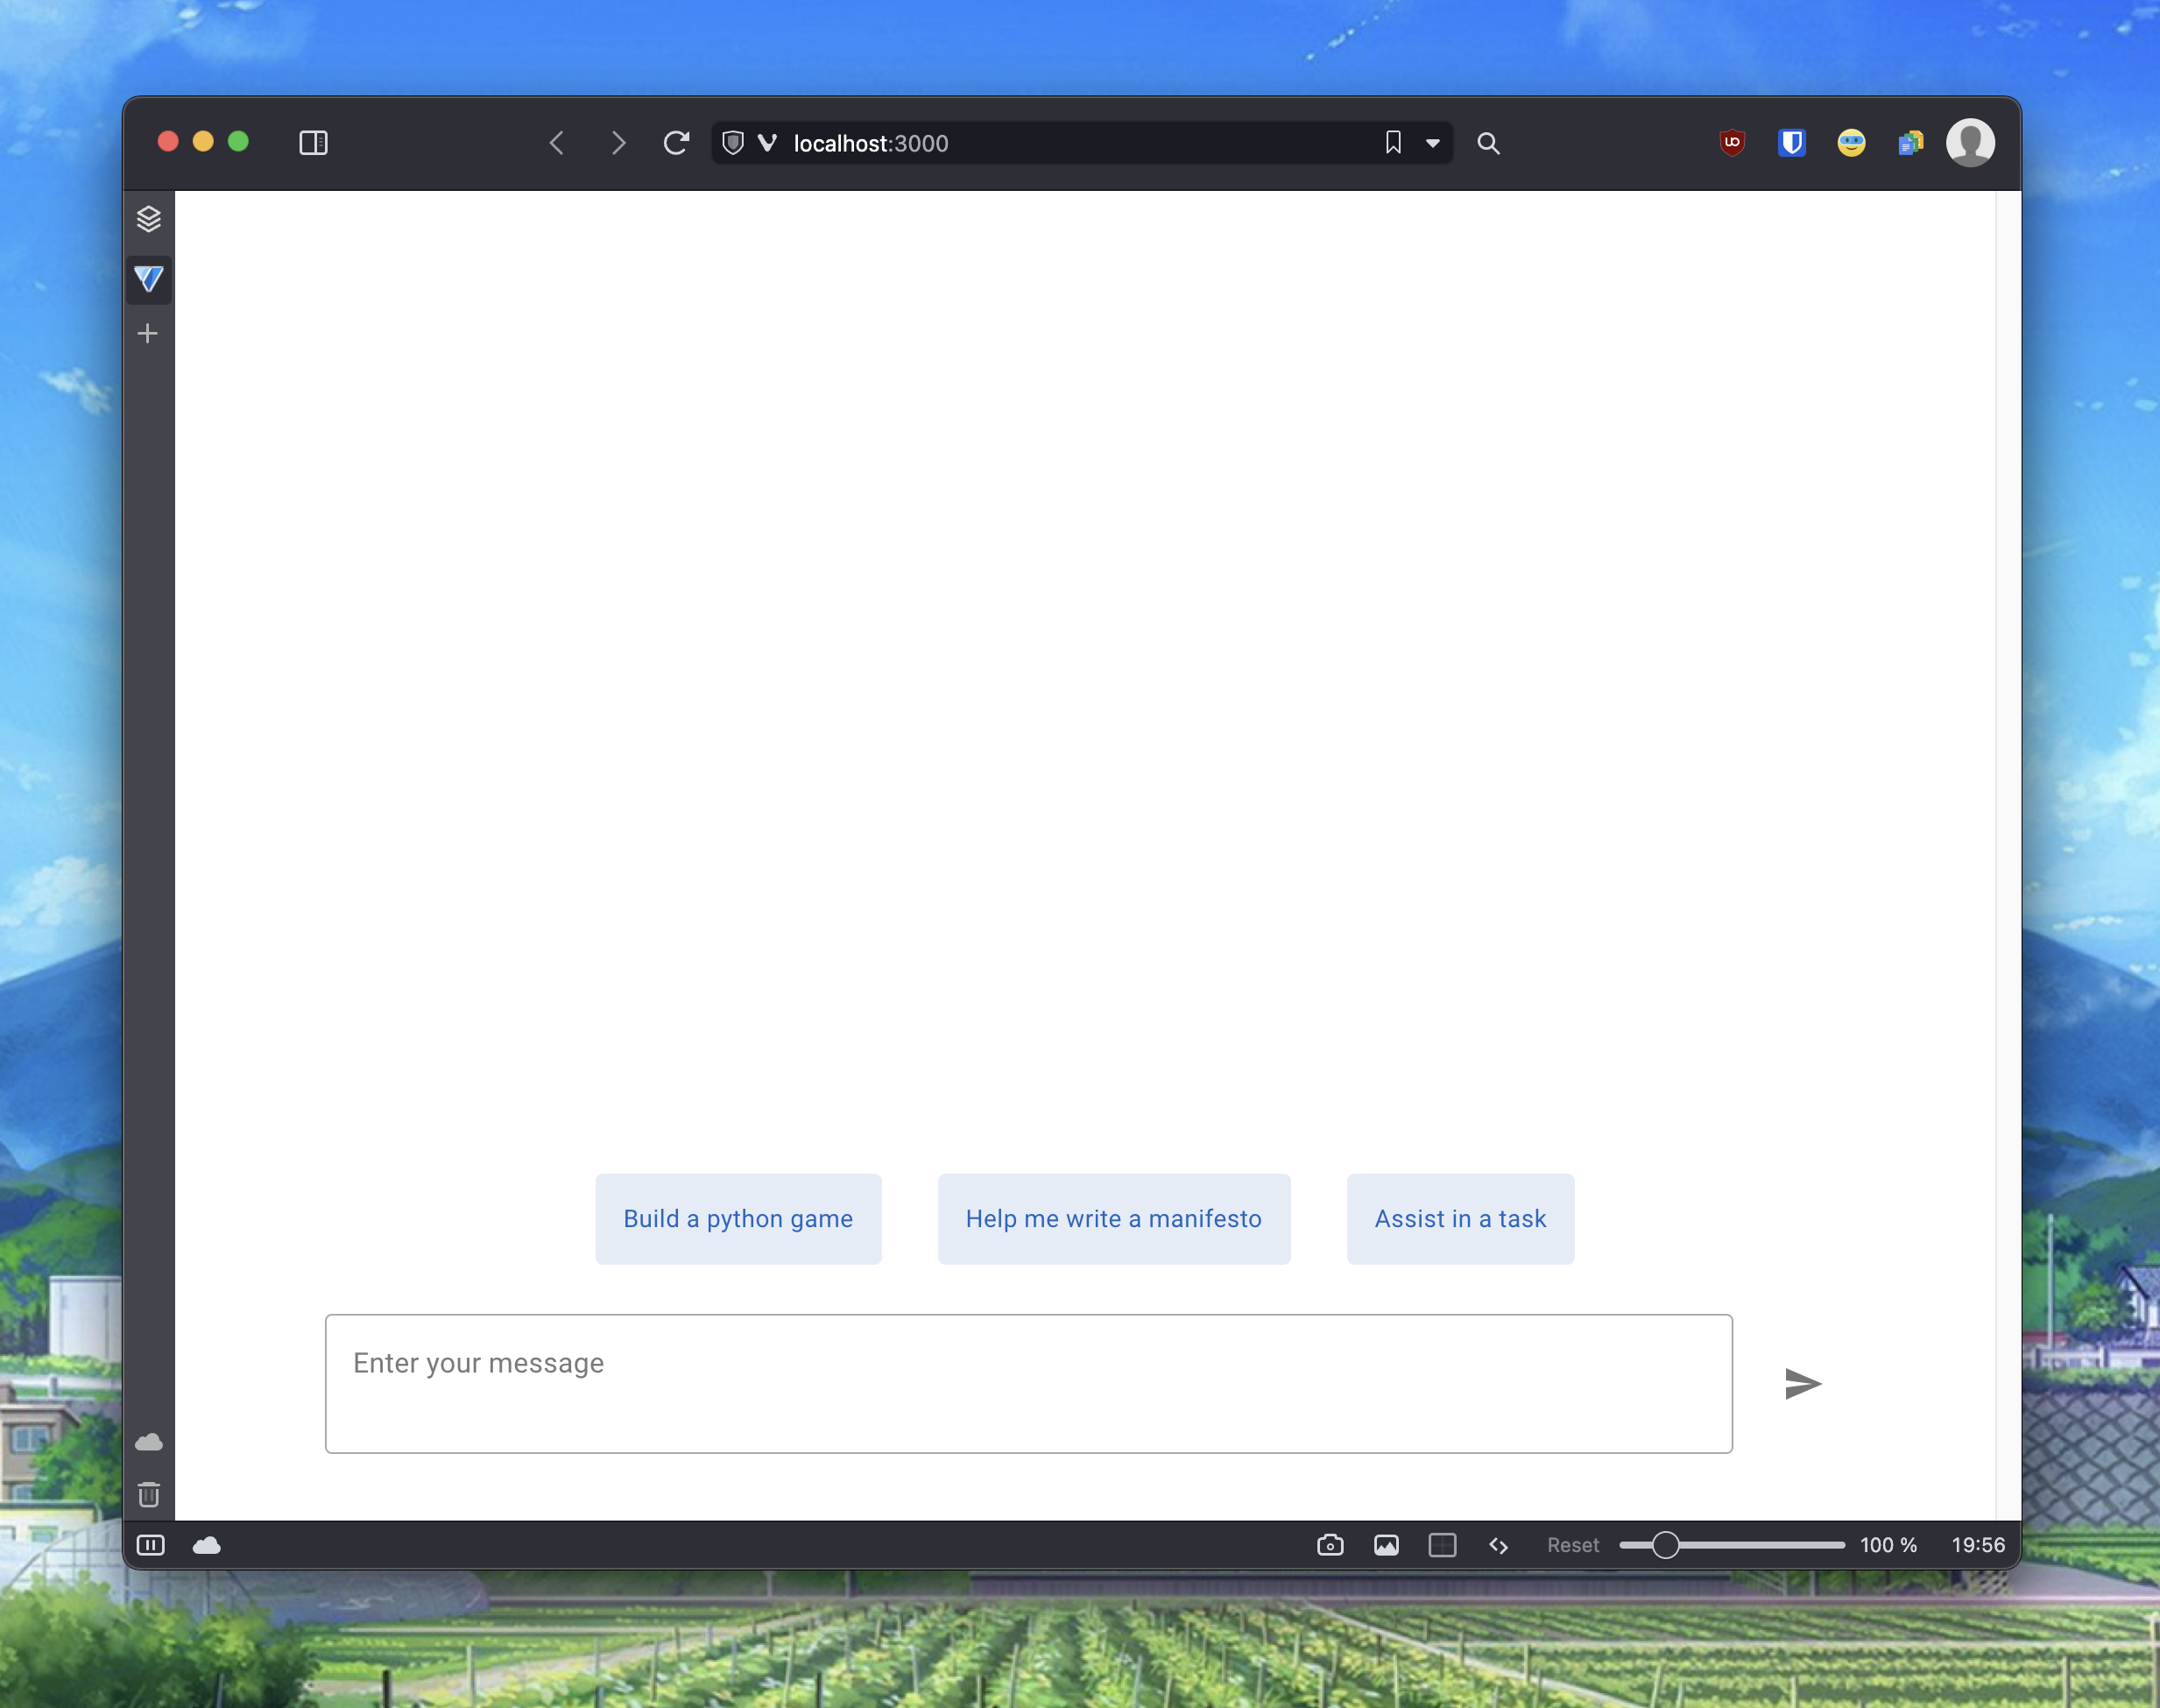 localhost:3000
Build a python game
Help me write a manifesto
Assist in a task
Enter your message
Reset
100 %
19:56